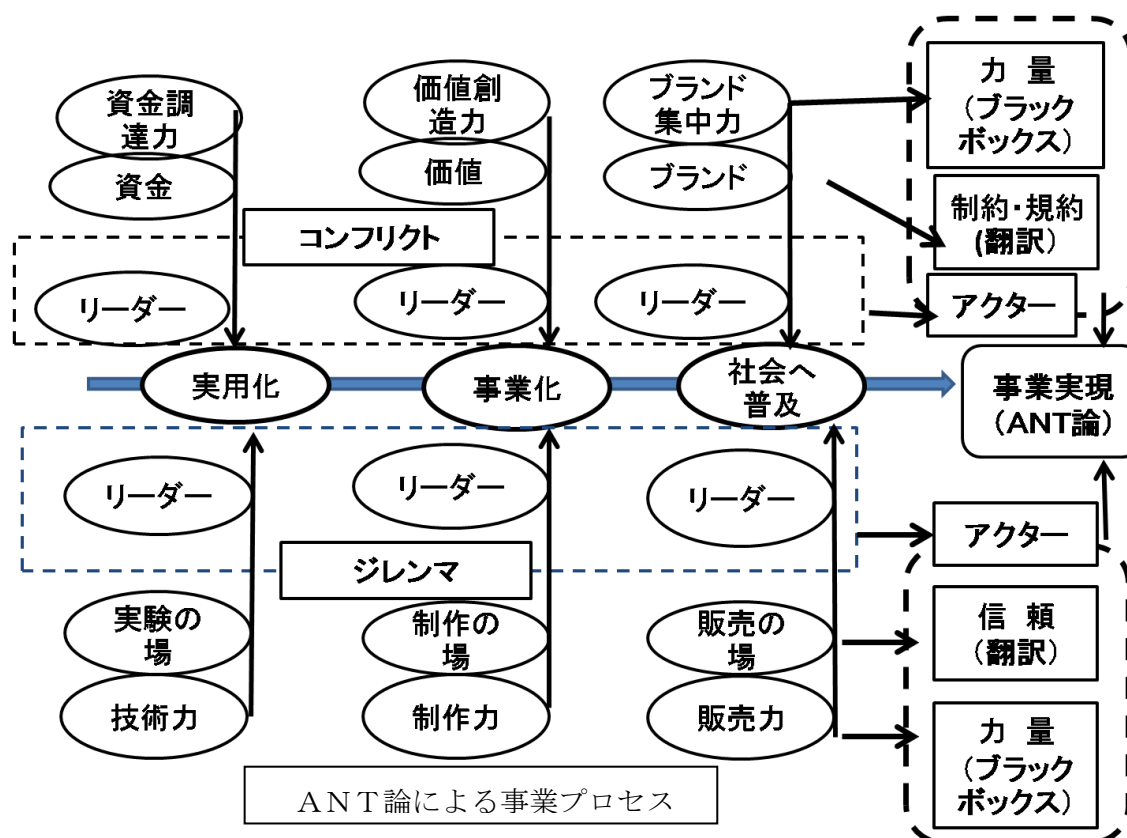 資金調
達力
資金
価値創
造力
価値
ブランド
集中力
ブランド
力 量
（ブラック
ボックス）
制約・規約
(翻訳）
コンフリクト
リーダー
リーダー
リーダー
アクター
実用化
事業化
社会へ
普及
事業実現
（ANT論）
リーダー
リーダー
リーダー
アクター
ジレンマ
実験の
場
技術力
制作の
場
制作力
販売の
場
販売力
信 頼
（翻訳）
力 量
（ブラック
ボックス）
ＡＮＴ論による事業プロセス